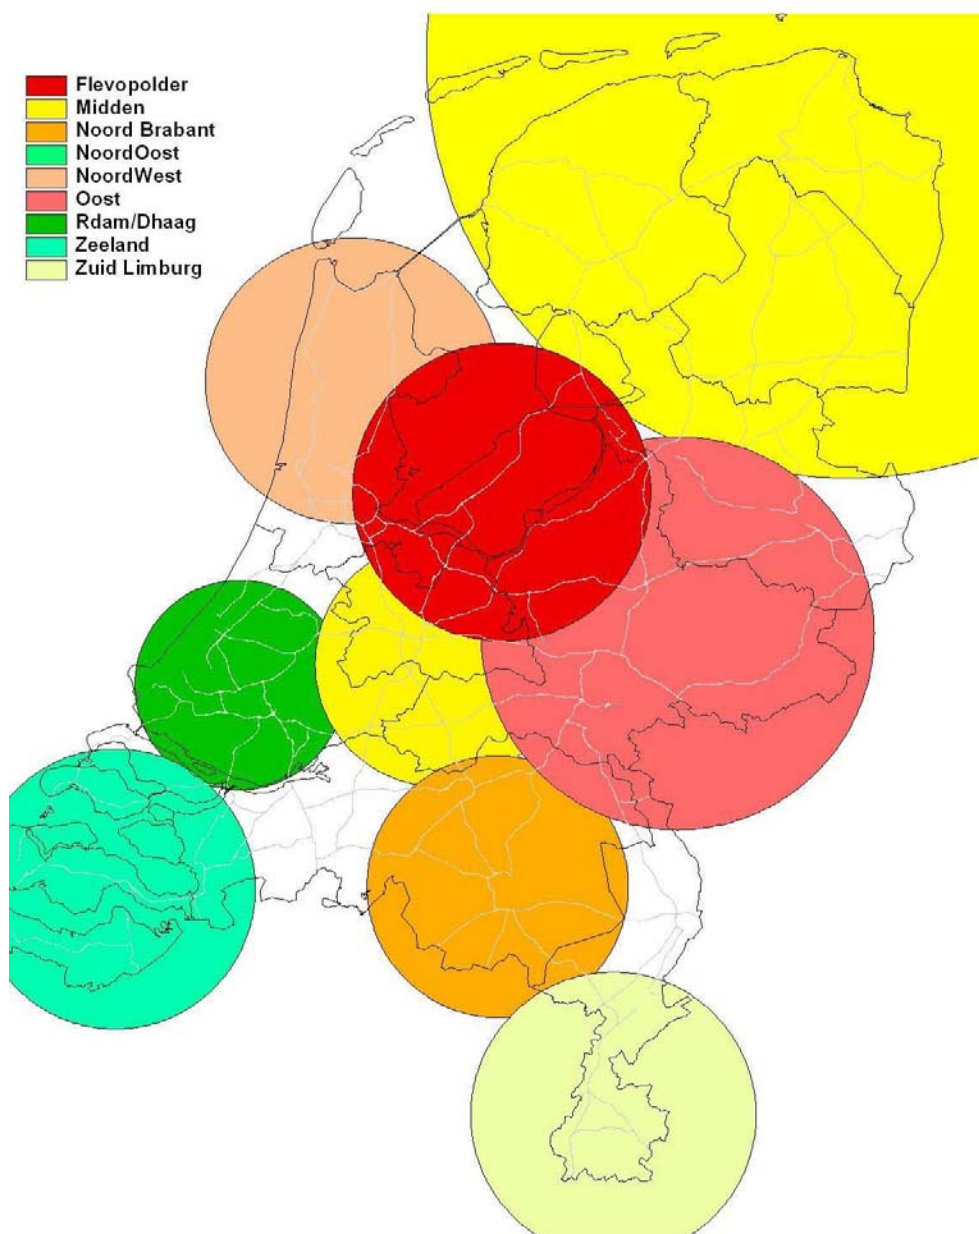 Flevopolder
Midden
Noord Brabant
NoordOost
NoordWest
Oost
Rdam/Dhaag
Zeeland
Zuid Limburg